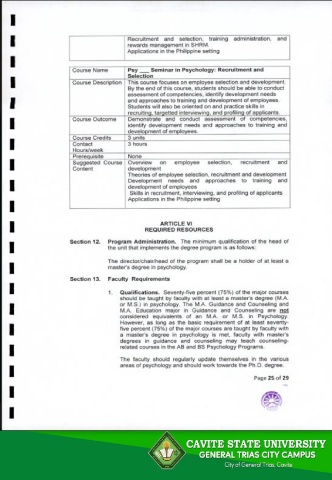 Recruitment and selection, training administration, and
rewards management in SHRM.
Applications in the Philippine setting
Course Name
Psy ___ Seminar in Psychology: Recruitment and
Selection
Course Description
This course focuses on employee selection and development.
By the end of this course, students should be able to conduct
assessment of competencies, identify development needs
and approaches to training and development of employees.
Students will also be oriented on and practice skills in
recruiting, targeted interviewing, and profiling of applicants
Course Outcome
Demonstrate and conduct assessment of competencies,
identify development needs and approaches to training and
development of employees.
Course Credits
3 units
Contact
Hours/week
3 hours
Prerequisite
None
Suggested Course
Content
Overview on employee selection, recruitment and
development
Theories of employee selection, recruitment and development
Development needs and approaches to training and
development of employees
Skills in recruitment, interviewing, and profiling of applicants
Applications in the Philippine setting
ARTICLE VI
REQUIRED RESOURCES
Section 12. Program Administration. The minimum qualification of the head of
the unit that implements the degree program is as follows:
The director/chair/head of the program shall be a holder of at least a
master's degree in psychology.
Section 13. Faculty Requirements
1. Qualifications. Seventy-five percent (75%) of the major courses
should be taught by faculty with at least a master's degree (M.A.
or M.S.) in psychology. The M.A. Guidance and Counseling and
M.A. Education major in Guidance and Counseling are not
considered equivalents of an M.A. or M.S. in Psychology.
However, as long as the basic requirement of at least seventy-
five percent (75%) of the major courses are taught by faculty with
a master's degree in psychology is met, faculty with master's
degrees in guidance and counseling may teach counseling-
related courses in the AB and BS Psychology Programs.
The faculty should regularly update themselves in the various
areas of psychology and should work towards the Ph.D. degree.
Page 25 of 29
CAVITE STATE UNIVERSITY
GENERAL TRIAS CITY CAMPUS
City of General Trias, Cavite